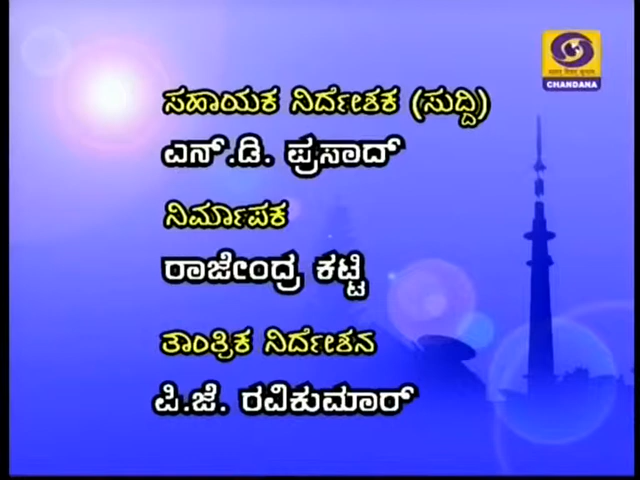 ಸಹಾಯಕ ನಿರ್ದೇಶಕ (ಸುದ್ದಿ)
ಎನ್.ಡಿ. ಪ್ರಸಾದ್
ನಿರ್ಮಾಪಕ
ರಾಜೇಂದ್ರ ಕಟ್ಟಿ
ತಾಂತ್ರಿಕ ನಿರ್ದೇಶನ
ಪಿ.ಜೆ. ರವಿಕುಮಾರ್
CHANDANA